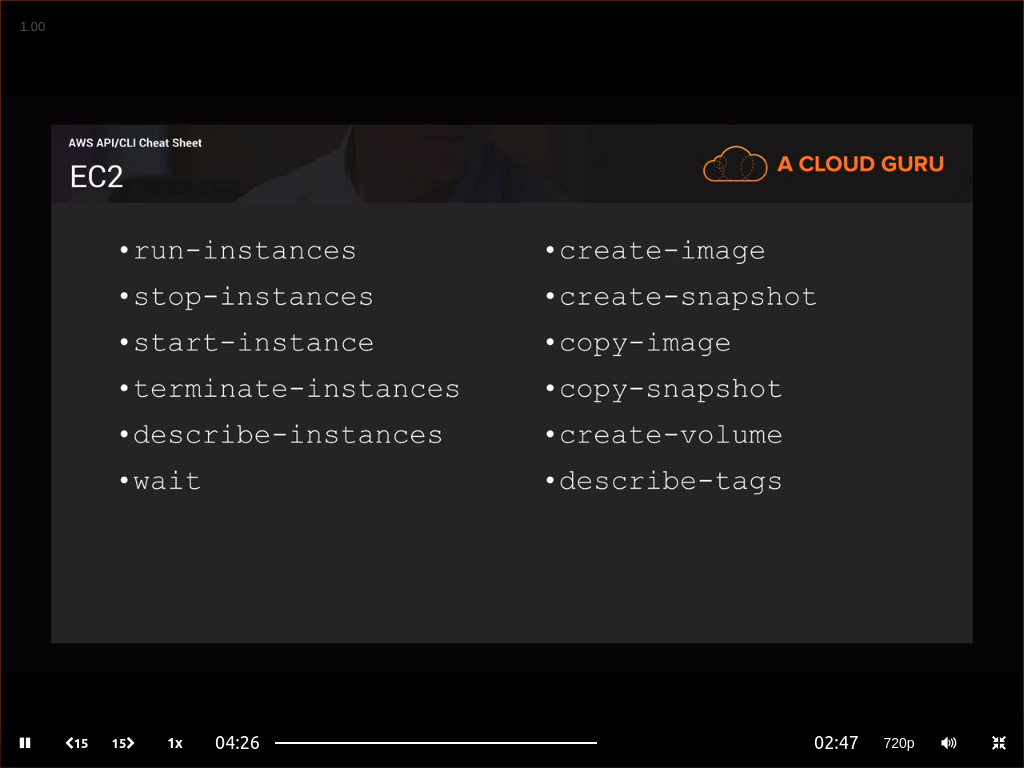 1.00
AWS API/CLI Cheat Sheet
EC2
A CLOUD GURU
•run-instances
•stop-instances
•start-instance
•terminate-instances
•describe-instances
•wait
•create-image
•create-snapshot
•copy-image
•copy-snapshot
•create-volume
•describe-tags
15 15 1x 04:26 02:47 720p